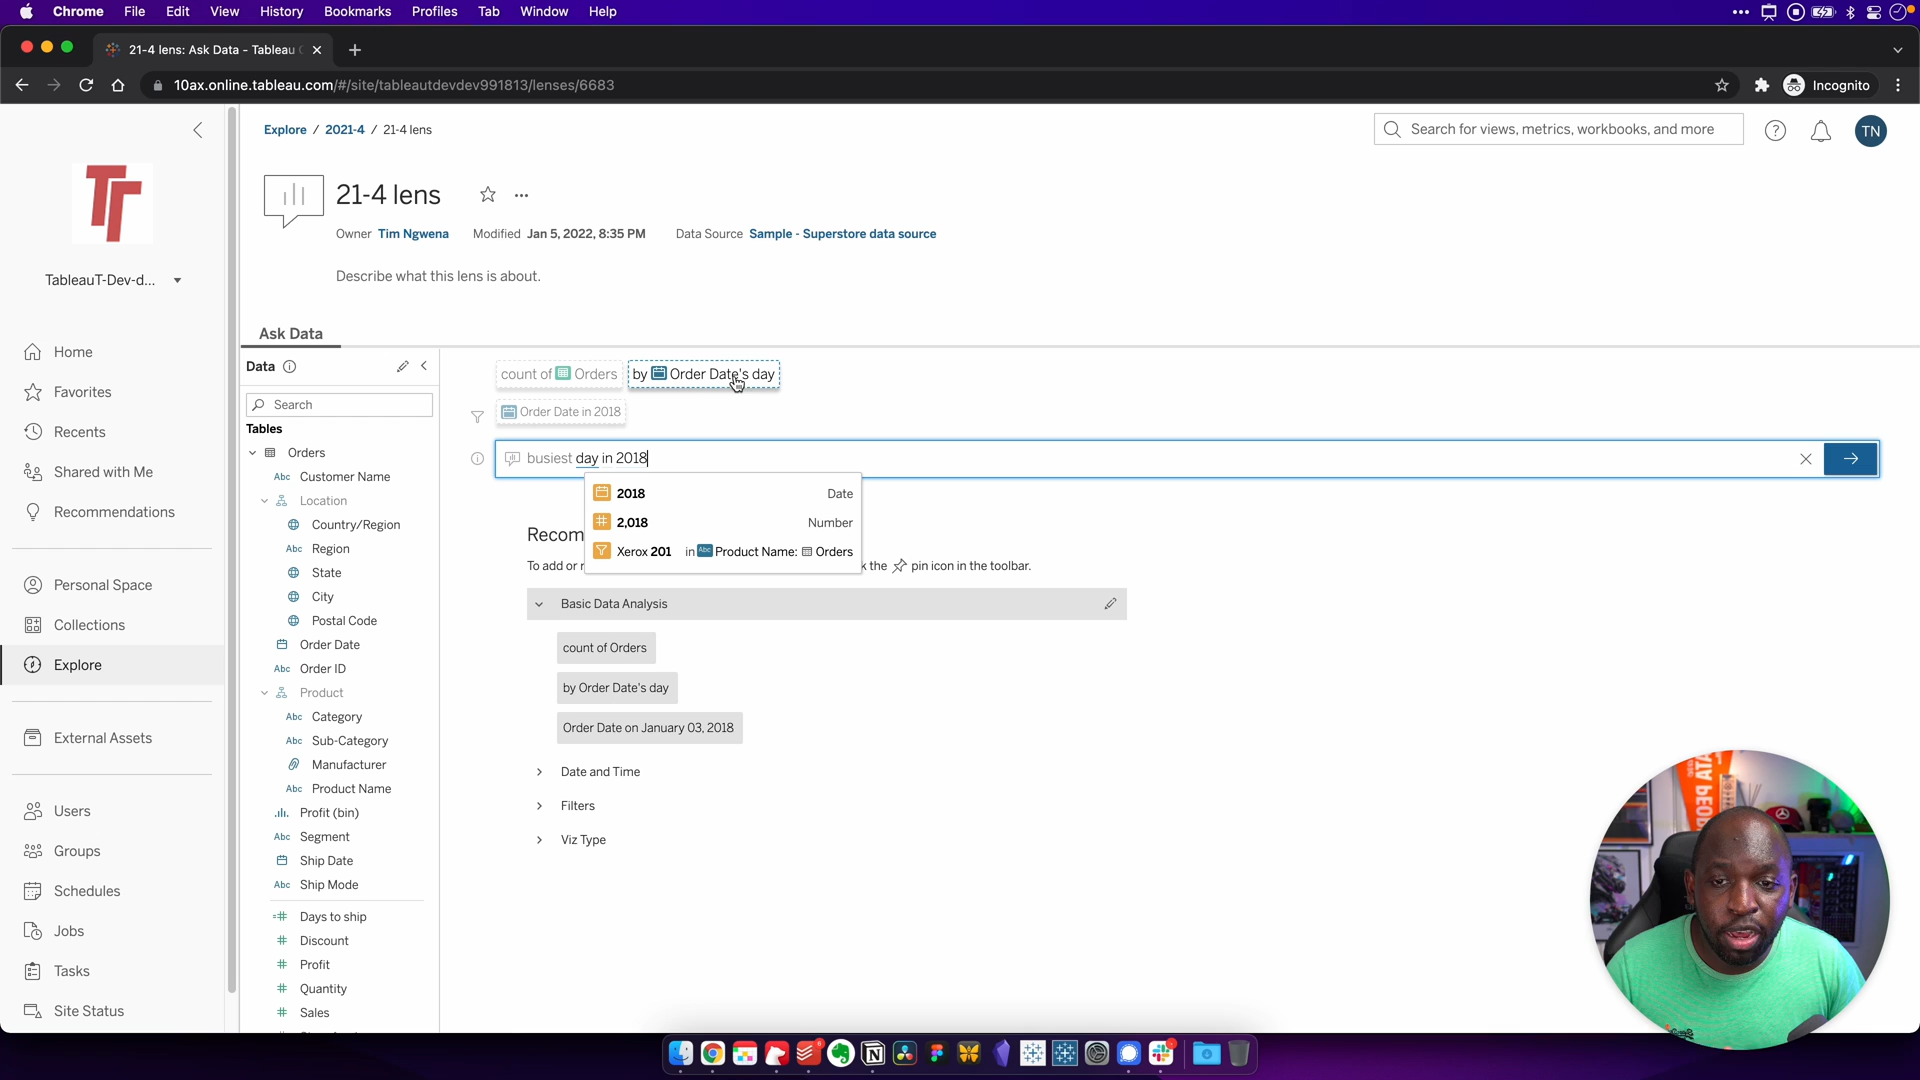 Chrome File Edit View History Bookmarks Profiles Tab Window Help
21-4 lens: Ask Data - Tableau
10ax.online.tableau.com/#/site/tableautdevdev991813/lenses/6683
Incognito
Explore / 2021-4 / 21-4 lens
Search for views, metrics, workbooks, and more
TN
21-4 lens
Owner Tim Ngwena Modified Jan 5, 2022, 8:35 PM Data Source Sample - Superstore data source
Describe what this lens is about.
TableauT-Dev-d...
Home
Favorites
Recents
Shared with Me
Recommendations
Personal Space
Collections
Explore
External Assets
Users
Groups
Schedules
Jobs
Tasks
Site Status
Ask Data
Data
Search
Tables
Orders
Abc Customer Name
Location
Country/Region
Abc Region
State
City
Postal Code
Order Date
Abc Order ID
Product
Abc Category
Abc Sub-Category
Manufacturer
Abc Product Name
Profit (bin)
Abc Segment
Ship Date
Abc Ship Mode
Days to ship
Discount
Profit
Quantity
Sales
count of Orders by Order Date's day
Order Date in 2018
busiest day in 2018
2018 Date
2,018 Number
Xerox 201 in Abc Product Name: Orders
Recom
To add or r k the pin icon in the toolbar.
Basic Data Analysis
count of Orders
by Order Date's day
Order Date on January 03, 2018
Date and Time
Filters
Viz Type